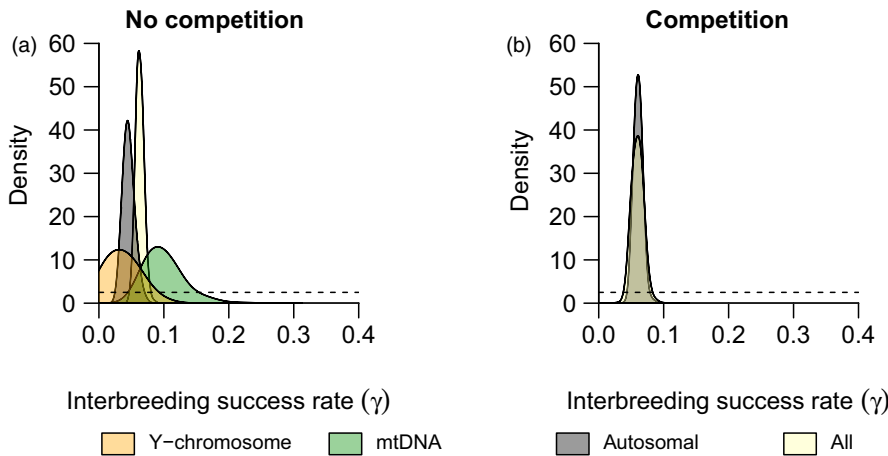 No competition
Competition
(a)
(b)
60
50
40
30
20
10
0
Density
0.0 0.1 0.2 0.3 0.4
Interbreeding success rate (γ)
60
50
40
30
20
10
0
Density
0.0 0.1 0.2 0.3 0.4
Interbreeding success rate (γ)
Y−chromosome
mtDNA
Autosomal
All